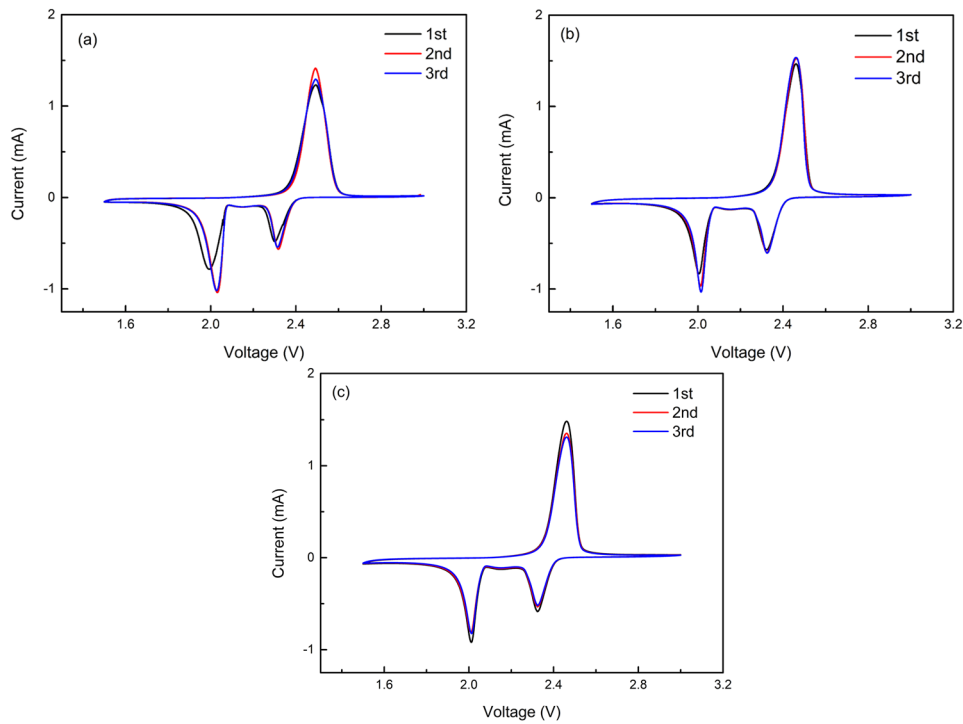 (a)
1st
2nd
3rd
2
1
0
-1
1.6 2.0 2.4 2.8 3.2
Current (mA)
Voltage (V)
(b)
1st
2nd
3rd
2
1
0
-1
1.6 2.0 2.4 2.8 3.2
Current (mA)
Voltage (V)
(c)
1st
2nd
3rd
2
1
0
-1
1.6 2.0 2.4 2.8 3.2
Current (mA)
Voltage (V)